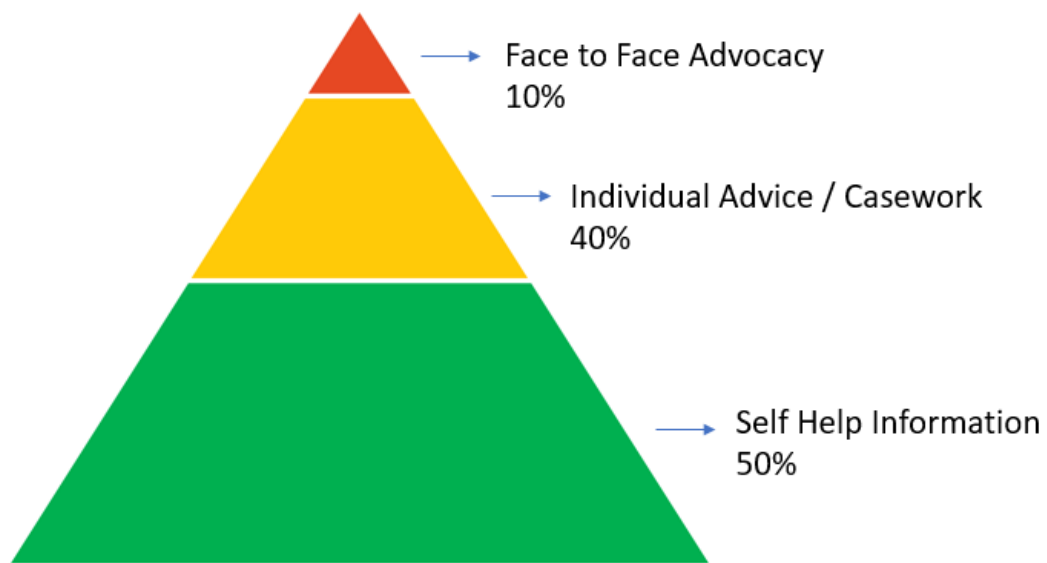 Face to Face Advocacy
10%
Individual Advice / Casework
40%
Self Help Information
50%